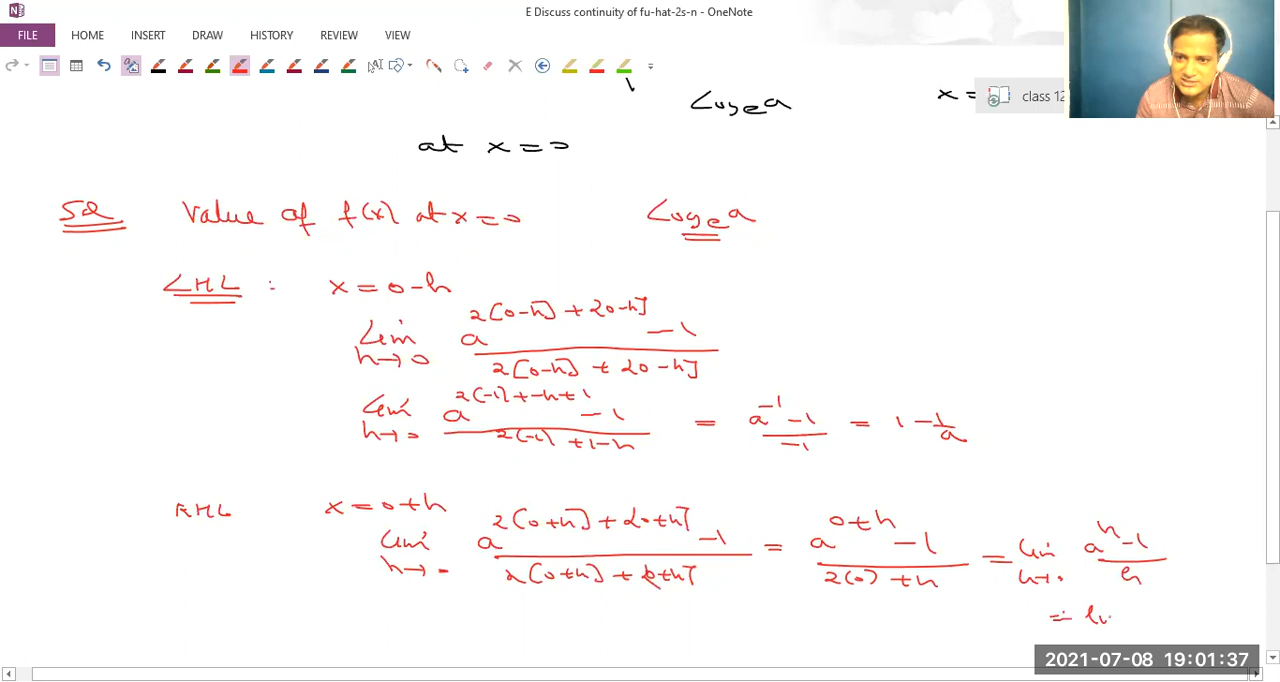 E Discuss continuity of fu-hat-2s-n - OneNote
FILE HOME INSERT DRAW HISTORY REVIEW VIEW
Logea x = class 12
at x = 0
Sol Value of f(x) at x = 0 Logea
LHL : x = 0 - h
Lim h→0 a^2[0-h] + {0-h} - 1 / 2[0-h] + {0-h}
Lim h→0 a^2(-1) + -h + 1 - 1 / 2(-1) + 1 - h = a^-1 - 1 / -1 = 1 - 1/a
RHL x = 0 + h
Lim h→0 a^2[0+h] + {0+h} - 1 / 2[0+h] + {0+h} = a^0+h - 1 / 2(0) + h = Lim h→0 a^h - 1 / h
=
2021-07-08 19:01:37